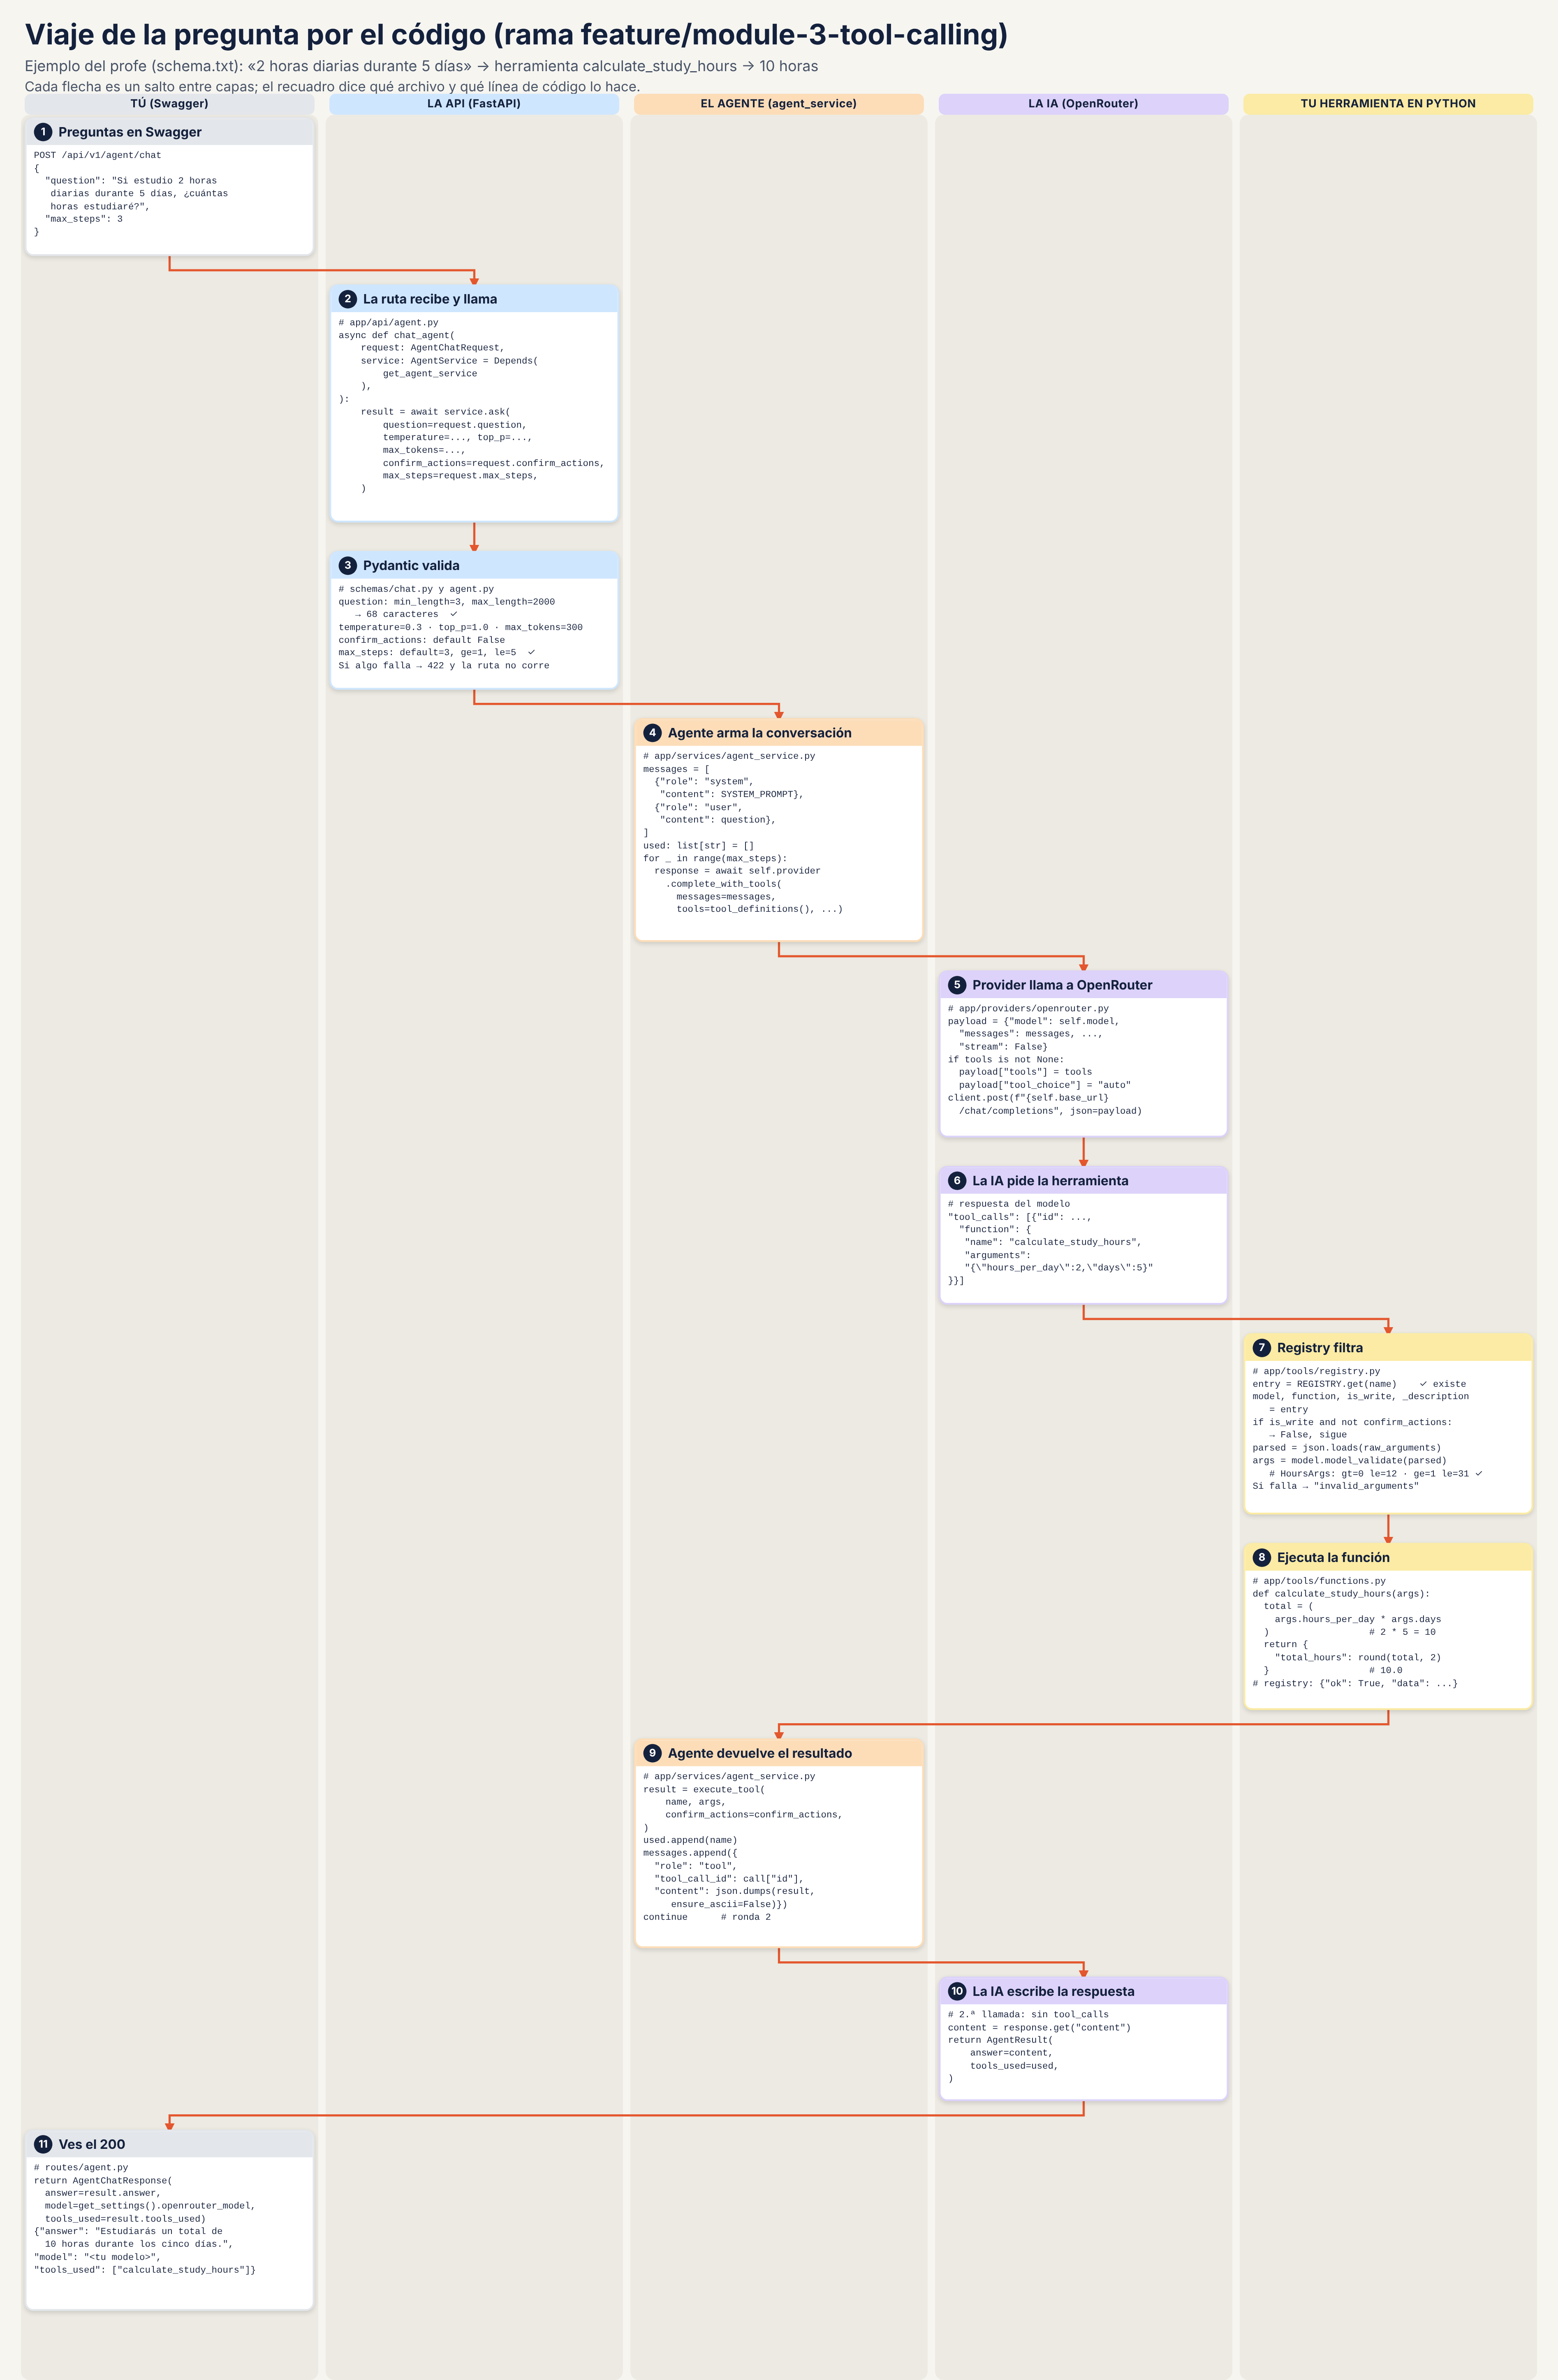 Viaje de la pregunta por el código (rama feature/module-3-tool-calling)
Ejemplo del profe (schema.txt): «2 horas diarias durante 5 días» → herramienta calculate_study_hours → 10 horas
Cada flecha es un salto entre capas; el recuadro dice qué archivo y qué línea de código lo hace.
TÚ (Swagger)
LA API (FastAPI)
EL AGENTE (agent_service)
LA IA (OpenRouter)
TU HERRAMIENTA EN PYTHON
1 Preguntas en Swagger
POST /api/v1/agent/chat
{
  "question": "Si estudio 2 horas
   diarias durante 5 días, ¿cuántas
   horas estudiaré?",
  "max_steps": 3
}
2 La ruta recibe y llama
# app/api/agent.py
async def chat_agent(
    request: AgentChatRequest,
    service: AgentService = Depends(
        get_agent_service
    ),
):
    result = await service.ask(
        question=request.question,
        temperature=..., top_p=...,
        max_tokens=...,
        confirm_actions=request.confirm_actions,
        max_steps=request.max_steps,
    )
3 Pydantic valida
# schemas/chat.py y agent.py
question: min_length=3, max_length=2000
   → 68 caracteres  ✓
temperature=0.3 · top_p=1.0 · max_tokens=300
confirm_actions: default False
max_steps: default=3, ge=1, le=5  ✓
Si algo falla → 422 y la ruta no corre
4 Agente arma la conversación
# app/services/agent_service.py
messages = [
  {"role": "system",
   "content": SYSTEM_PROMPT},
  {"role": "user",
   "content": question},
]
used: list[str] = []
for _ in range(max_steps):
  response = await self.provider
    .complete_with_tools(
      messages=messages,
      tools=tool_definitions(), ...)
5 Provider llama a OpenRouter
# app/providers/openrouter.py
payload = {"model": self.model,
  "messages": messages, ...,
  "stream": False}
if tools is not None:
  payload["tools"] = tools
  payload["tool_choice"] = "auto"
client.post(f"{self.base_url}
  /chat/completions", json=payload)
6 La IA pide la herramienta
# respuesta del modelo
"tool_calls": [{"id": ...,
  "function": {
   "name": "calculate_study_hours",
   "arguments":
   "{\"hours_per_day\":2,\"days\":5}"
}}]
7 Registry filtra
# app/tools/registry.py
entry = REGISTRY.get(name)    ✓ existe
model, function, is_write, _description
   = entry
if is_write and not confirm_actions:
   → False, sigue
parsed = json.loads(raw_arguments)
args = model.model_validate(parsed)
   # HoursArgs: gt=0 le=12 · ge=1 le=31 ✓
Si falla → "invalid_arguments"
8 Ejecuta la función
# app/tools/functions.py
def calculate_study_hours(args):
  total = (
    args.hours_per_day * args.days
  )                  # 2 * 5 = 10
  return {
    "total_hours": round(total, 2)
  }                  # 10.0
# registry: {"ok": True, "data": ...}
9 Agente devuelve el resultado
# app/services/agent_service.py
result = execute_tool(
    name, args,
    confirm_actions=confirm_actions,
)
used.append(name)
messages.append({
  "role": "tool",
  "tool_call_id": call["id"],
  "content": json.dumps(result,
     ensure_ascii=False)})
continue      # ronda 2
10 La IA escribe la respuesta
# 2.ª llamada: sin tool_calls
content = response.get("content")
return AgentResult(
    answer=content,
    tools_used=used,
)
11 Ves el 200
# routes/agent.py
return AgentChatResponse(
  answer=result.answer,
  model=get_settings().openrouter_model,
  tools_used=result.tools_used)
{"answer": "Estudiarás un total de
  10 horas durante los cinco días.",
"model": "<tu modelo>",
"tools_used": ["calculate_study_hours"]}